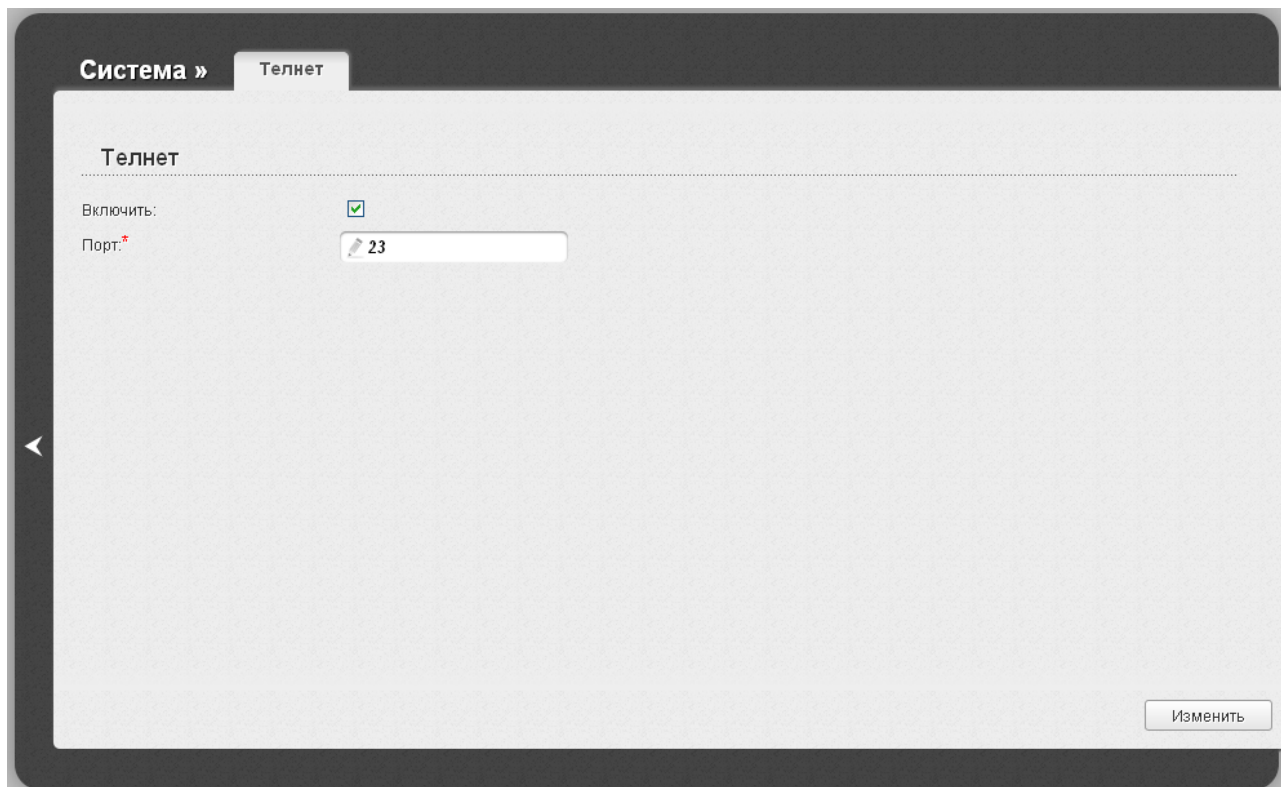 Система »
Телнет
Телнет
Включить:
Порт:*
23
Изменить